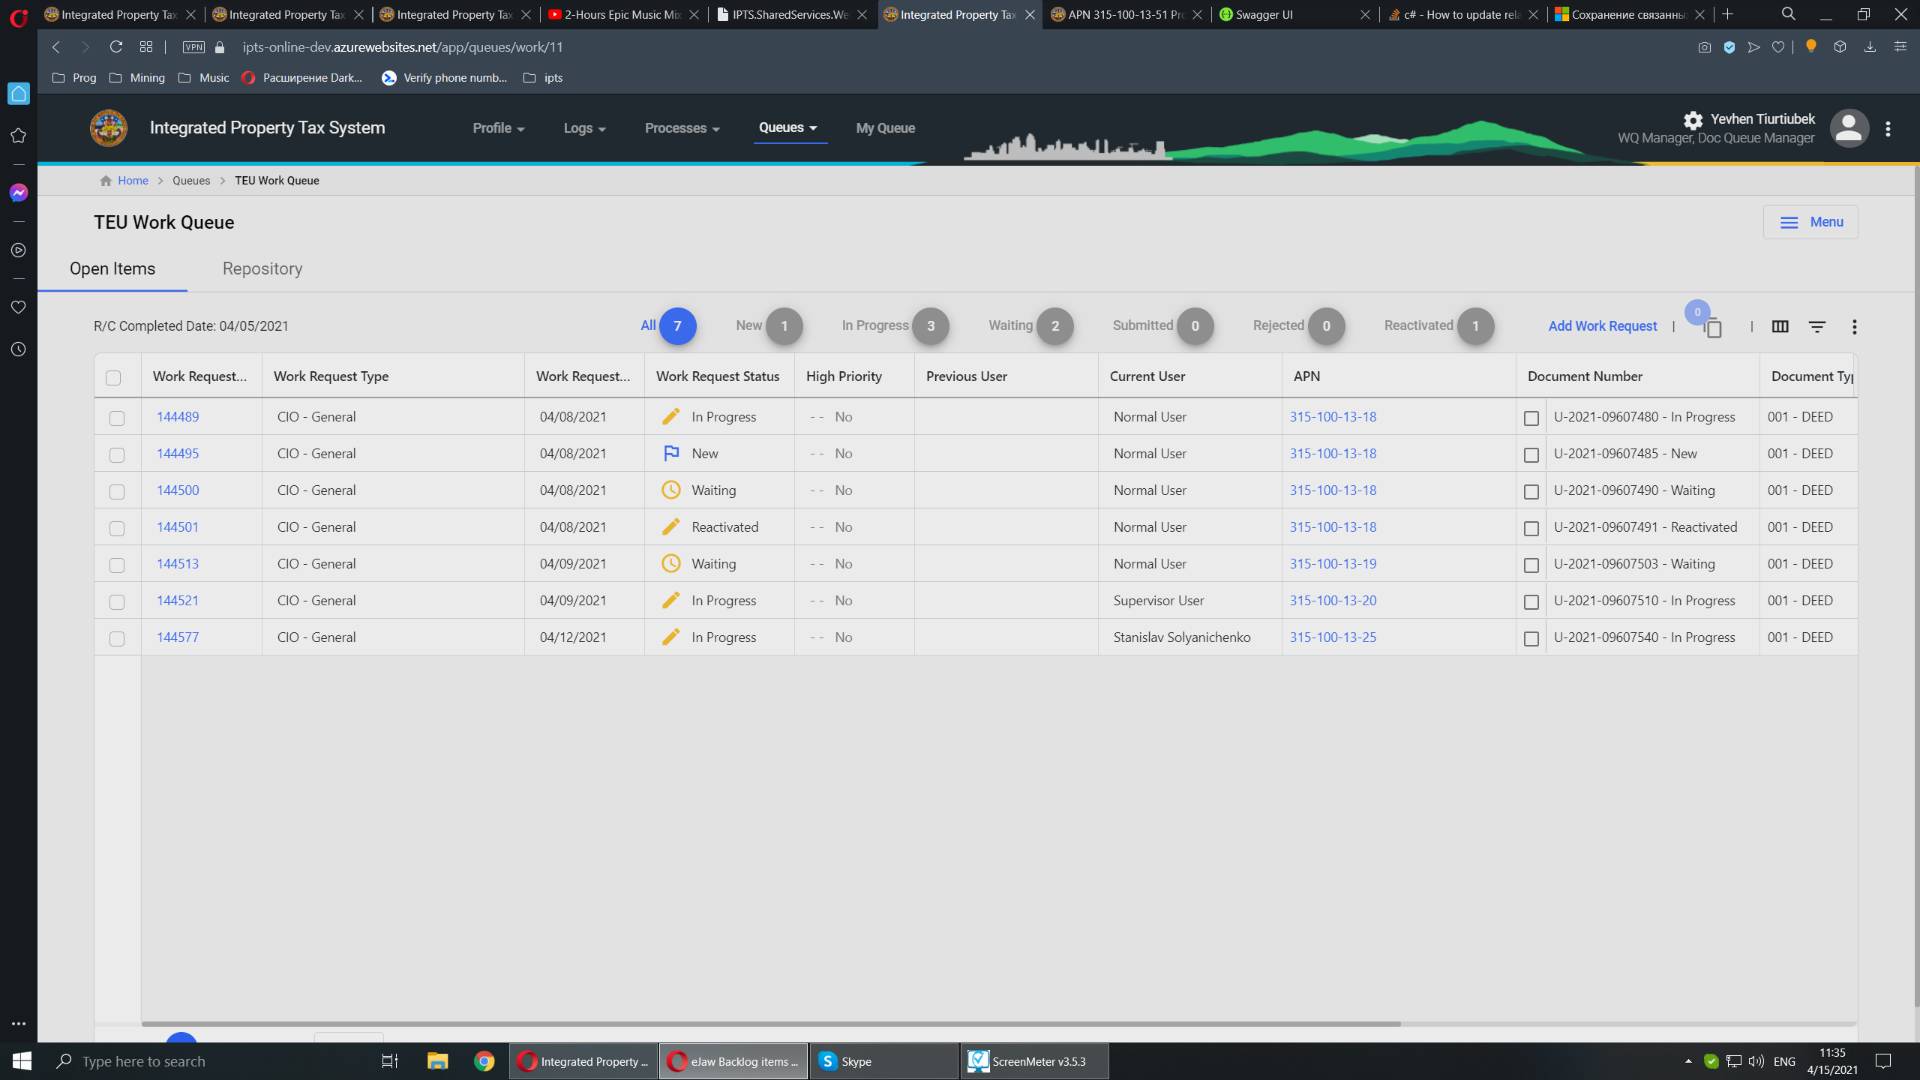 Integrated Property Tax
Integrated Property Tax
Integrated Property Tax
2-Hours Epic Music Mix
IPTS.SharedServices.We
Integrated Property Tax
APN 315-100-13-51 Pr
Swagger UI
c# - How to update rel
Сохранение связанны
VPN
ipts-online-dev.azurewebsites.net/app/queues/work/11
Prog
Mining
Music
Расширение Dark...
Verify phone numb...
ipts
Integrated Property Tax System
Profile
Logs
Processes
Queues
My Queue
Yevhen Tiurtiubek
WQ Manager, Doc Queue Manager
Home > Queues > TEU Work Queue
TEU Work Queue
Menu
Open Items
Repository
R/C Completed Date: 04/05/2021
All 7
New 1
In Progress 3
Waiting 2
Submitted 0
Rejected 0
Reactivated 1
Add Work Request
0
Work Request... Work Request Type Work Request... Work Request Status High Priority Previous User Current User APN Document Number Document Typ
144489 CIO - General 04/08/2021 In Progress -- No Normal User 315-100-13-18 U-2021-09607480 - In Progress 001 - DEED
144495 CIO - General 04/08/2021 New -- No Normal User 315-100-13-18 U-2021-09607485 - New 001 - DEED
144500 CIO - General 04/08/2021 Waiting -- No Normal User 315-100-13-18 U-2021-09607490 - Waiting 001 - DEED
144501 CIO - General 04/08/2021 Reactivated -- No Normal User 315-100-13-18 U-2021-09607491 - Reactivated 001 - DEED
144513 CIO - General 04/09/2021 Waiting -- No Normal User 315-100-13-19 U-2021-09607503 - Waiting 001 - DEED
144521 CIO - General 04/09/2021 In Progress -- No Supervisor User 315-100-13-20 U-2021-09607510 - In Progress 001 - DEED
144577 CIO - General 04/12/2021 In Progress -- No Stanislav Solyanichenko 315-100-13-25 U-2021-09607540 - In Progress 001 - DEED
Type here to search
Integrated Property ...
eJaw Backlog items ...
Skype
ScreenMeter v3.5.3
ENG
11:35
4/15/2021